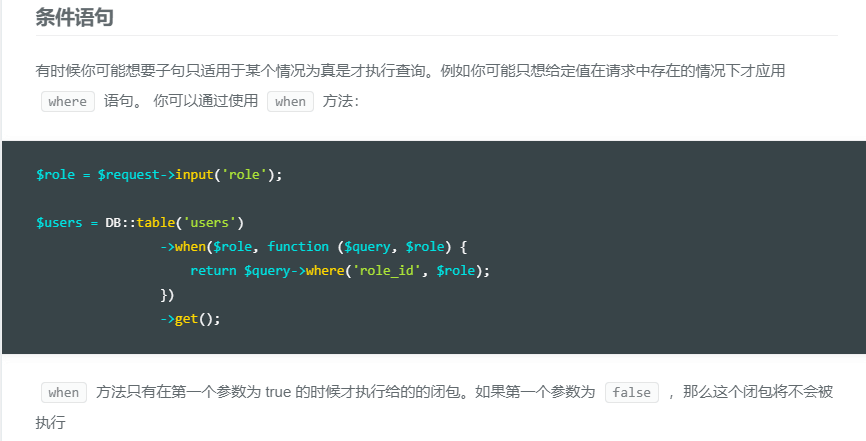 条件语句
有时候你可能想要子句只适用于某个情况为真是才执行查询。例如你可能只想给定值在请求中存在的情况下才应用
where 语句。 你可以通过使用 when 方法：
$role = $request->input('role');
$users = DB::table('users')
->when($role, function ($query, $role) {
return $query->where('role_id', $role);
})
->get();
when 方法只有在第一个参数为 true 的时候才执行给的的闭包。如果第一个参数为 false ，那么这个闭包将不会被
执行